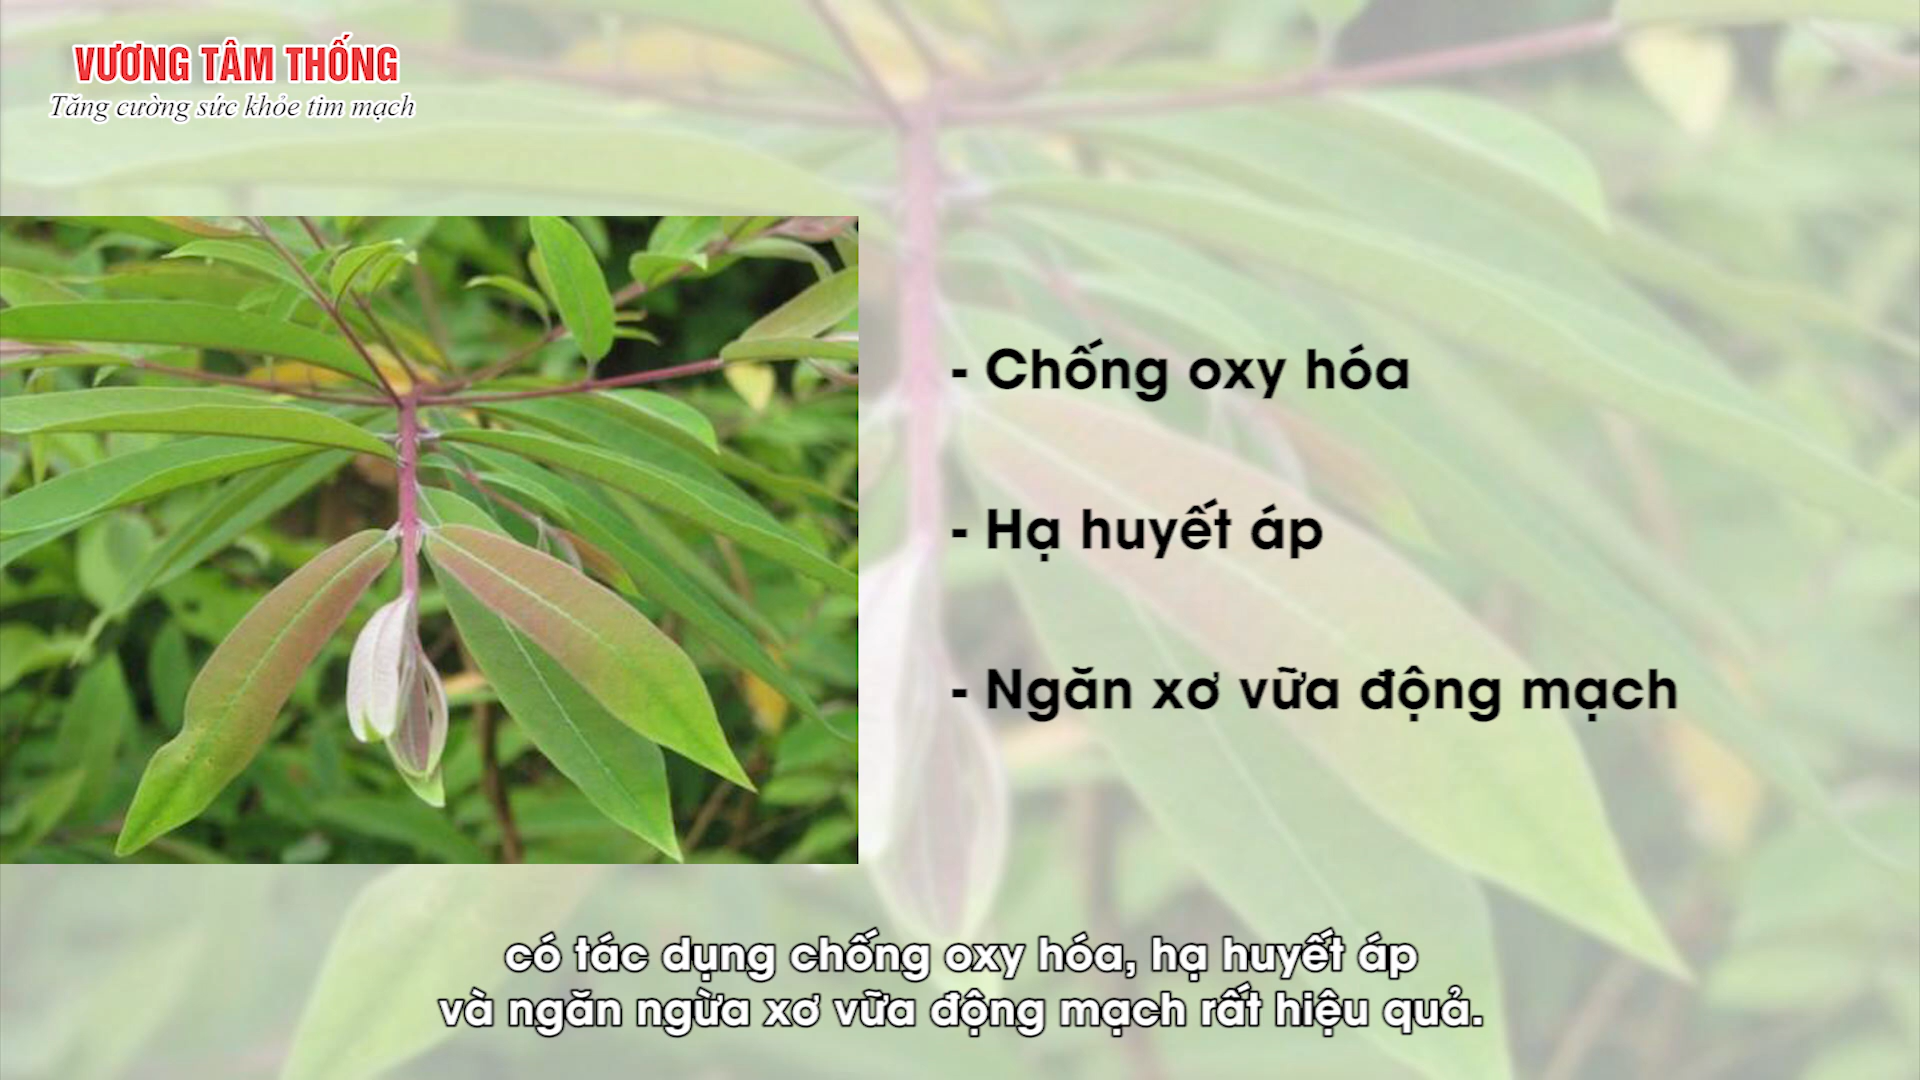 VƯƠNG TÂM THỐNG
Tăng cường sức khỏe tim mạch
- Chống oxy hóa
- Hạ huyết áp
- Ngăn xơ vữa động mạch
có tác dụng chống oxy hóa, hạ huyết áp
và ngăn ngừa xơ vữa động mạch rất hiệu quả.